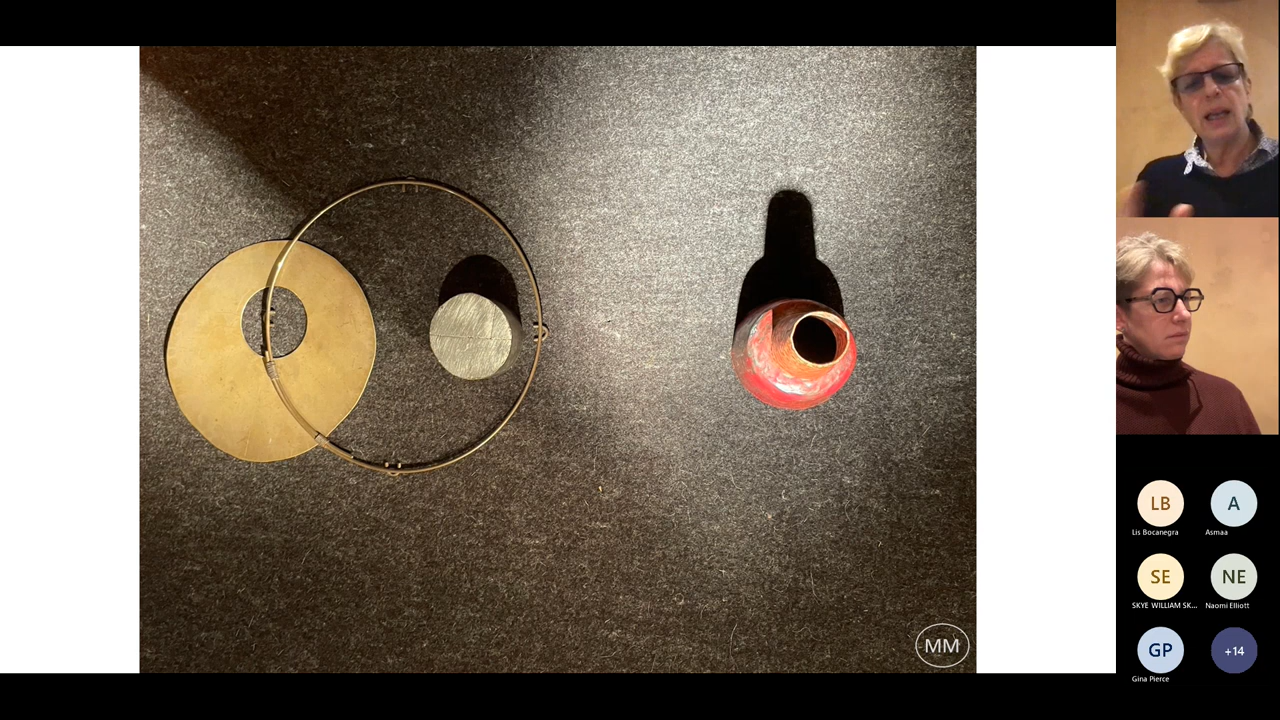 MM
LB
A
Lis Bocanegra
Asmaa
SE
NE
SKYE WILLIAM SK...
Naomi Elliott
GP
+14
Gina Pierce